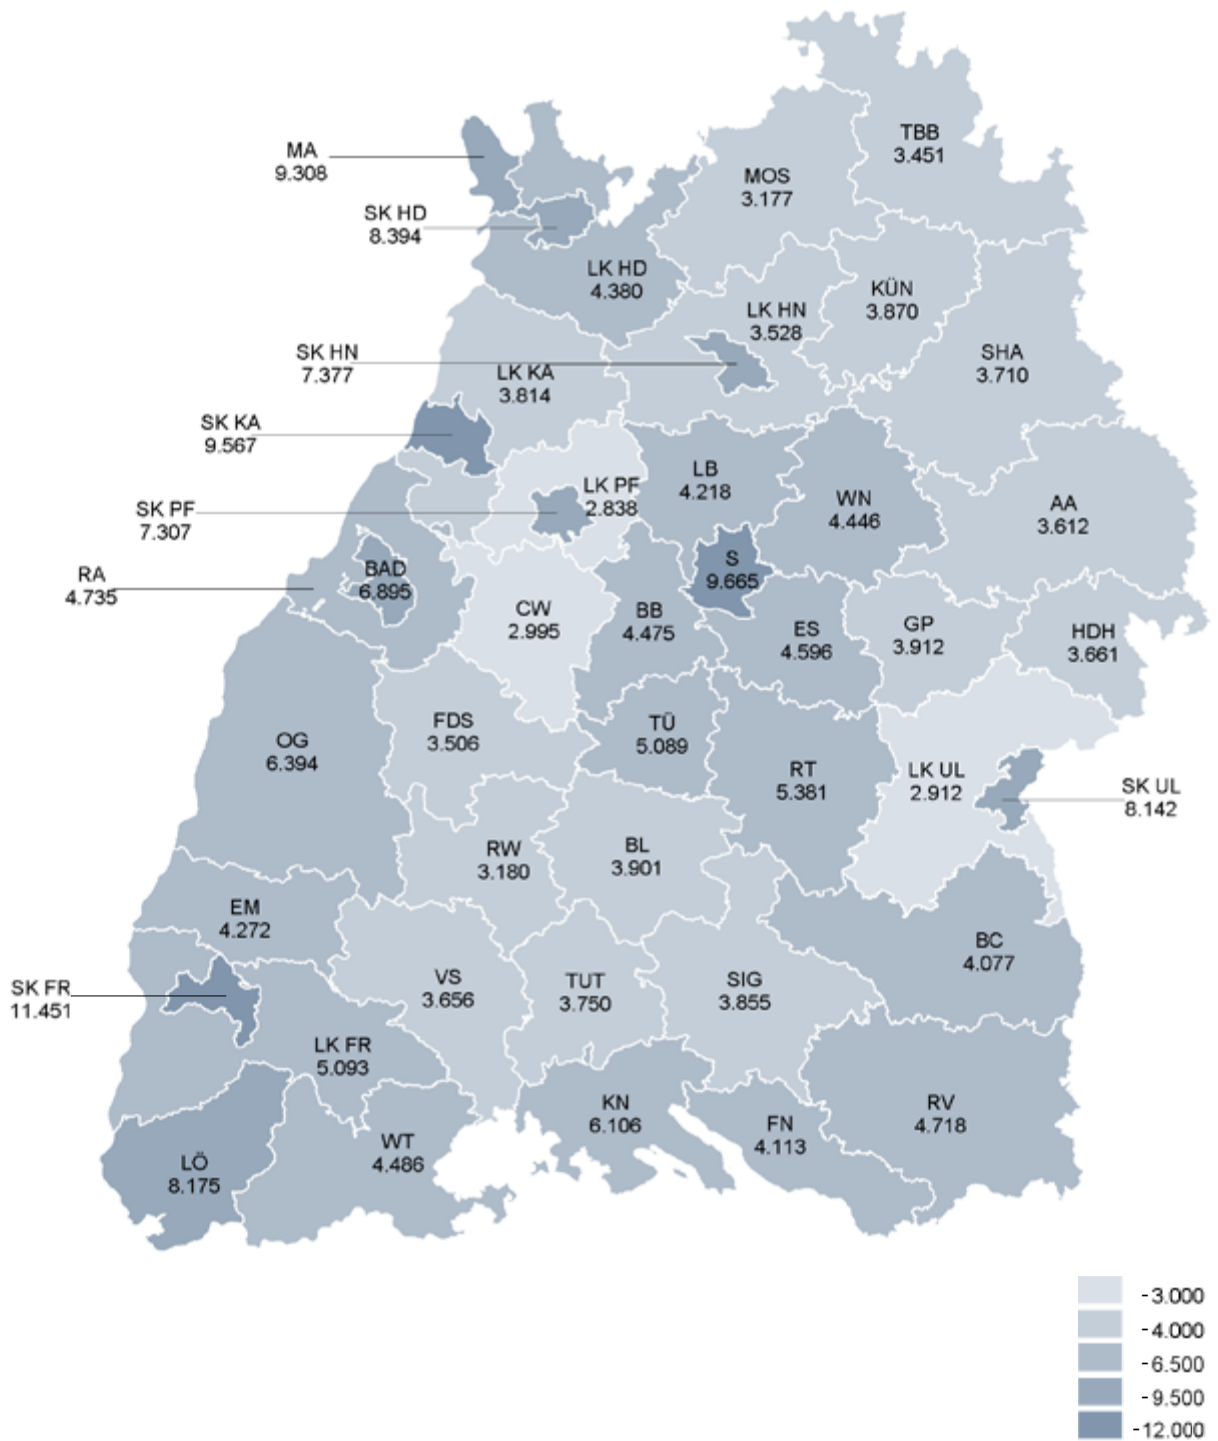 TBB
3.451
MA
9.308
MOS
3.177
SK HD
8.394
LK HD
4.380
KÜN
3.870
LK HN
3.528
SK HN
7.377
SHA
3.710
LK KA
3.814
SK KA
9.567
LB
4.218
LK PF
2.838
WN
4.446
AA
3.612
SK PF
7.307
S
9.665
BAD
6.895
RA
4.735
CW
2.995
BB
4.475
ES
4.596
GP
3.912
HDH
3.661
FDS
3.506
TÜ
5.089
OG
6.394
RT
5.381
LK UL
2.912
SK UL
8.142
RW
3.180
BL
3.901
EM
4.272
BC
4.077
SK FR
11.451
VS
3.656
TUT
3.750
SIG
3.855
LK FR
5.093
KN
6.106
RV
4.718
FN
4.113
WT
4.486
LÖ
8.175
-3.000
-4.000
-6.500
-9.500
-12.000